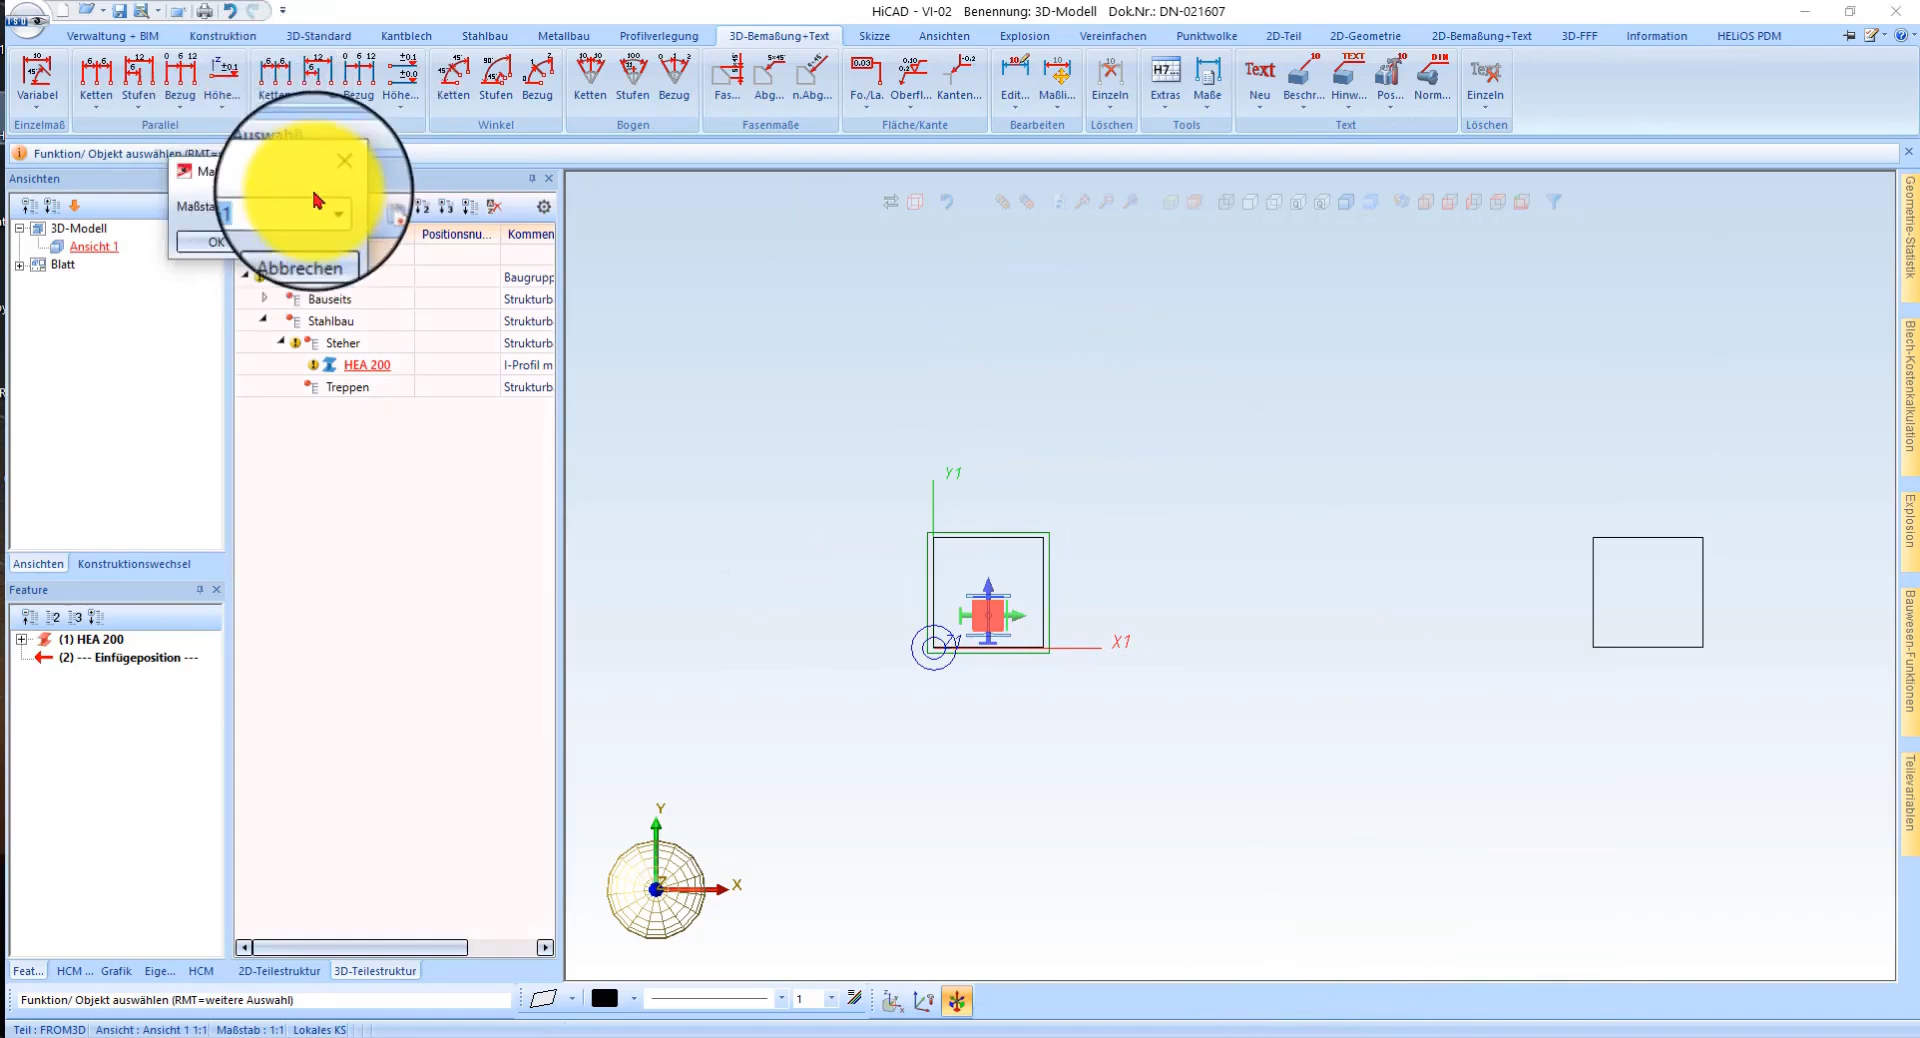 HiCAD - VI-02 Benennung: 3D-Modell Dok.Nr.: DN-021607
ISD
Verwaltung + BIM Konstruktion 3D-Standard Kantblech Stahlbau Metallbau Profilverlegung 3D-Bemaßung+Text Skizze Ansichten Explosion Vereinfachen Punktwolke 2D-Teil 2D-Geometrie 2D-Bemaßung+Text 3D-FFF Information HELiOS PDM
Variabel Ketten Stufen Bezug Höhe... Ketten Stufen Bezug Ketten Stufen Bezug Fas... Abg... n.Abg... Fo./La. Oberfl... Kanten... Edit... Maßli... Einzeln Extras Maße Neu Beschr... Hinw... Pos... Norm... Einzeln
Einzelmaß Parallel Winkel Bogen Fasenmaße Fläche/Kante Bearbeiten Löschen Tools Text Löschen
Funktion/ Objekt auswählen (RMT=
Auswahl)
Ansichten
Maßsta
OK
Abbrechen
3D-Modell
Ansicht 1
Blatt
Positionsnu... Kommen
Baugrupp
Bauseits Strukturb
Stahlbau Strukturb
Steher Strukturb
HEA 200 I-Profil m
Treppen Strukturb
Ansichten Konstruktionswechsel
Feature
(1) HEA 200
(2) --- Einfügeposition ---
Y1
X1
Y
X
Z
Geometrie-Statistik
Blech-Kostenkalkulation
Explosion
Bauwesen-Funktionen
Teilevariablen
Feat... HCM ... Grafik Eige... HCM 2D-Teilestruktur 3D-Teilestruktur
Funktion/ Objekt auswählen (RMT=weitere Auswahl) 1
Teil : FROM3D Ansicht : Ansicht 1 1:1 Maßstab : 1:1 Lokales KS